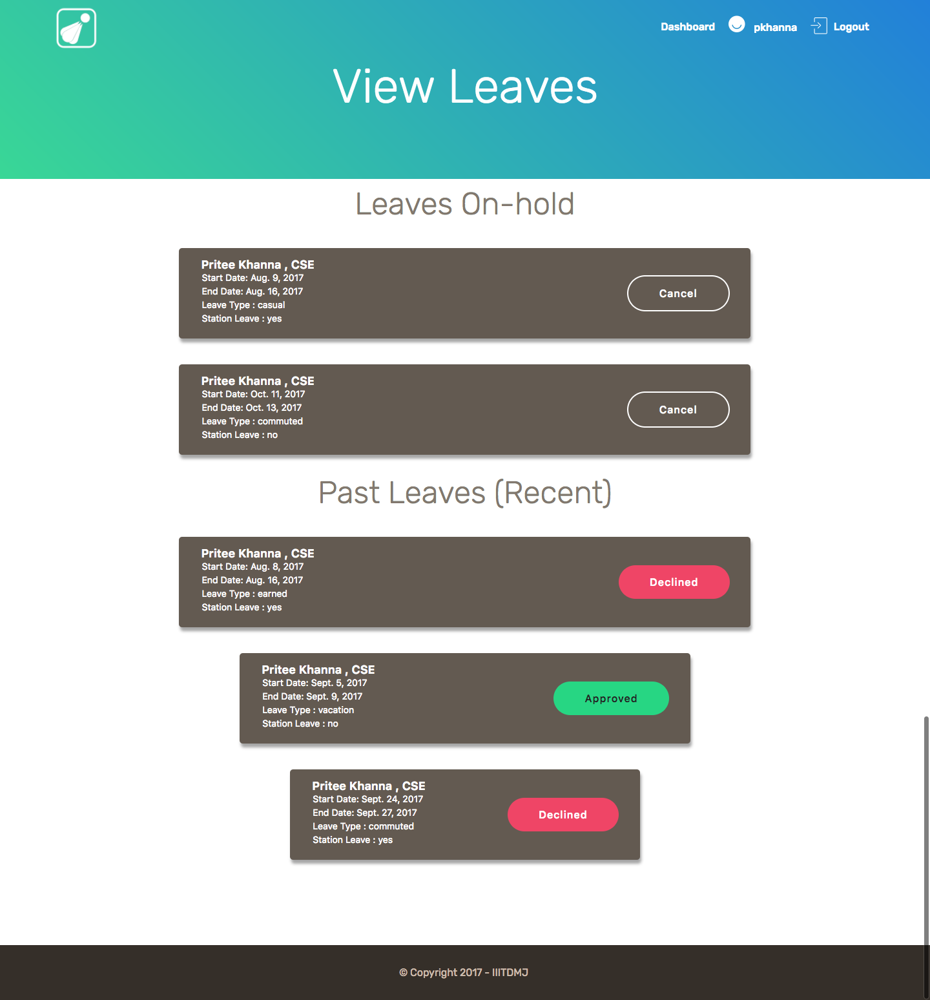 Dashboard pkhanna Logout
View Leaves
Leaves On-hold
Pritee Khanna , CSE
Start Date: Aug. 9, 2017
End Date: Aug. 16, 2017
Leave Type : casual
Station Leave : yes
Cancel
Pritee Khanna , CSE
Start Date: Oct. 11, 2017
End Date: Oct. 13, 2017
Leave Type : commuted
Station Leave : no
Cancel
Past Leaves (Recent)
Pritee Khanna , CSE
Start Date: Aug. 8, 2017
End Date: Aug. 16, 2017
Leave Type : earned
Station Leave : yes
Declined
Pritee Khanna , CSE
Start Date: Sept. 5, 2017
End Date: Sept. 9, 2017
Leave Type : vacation
Station Leave : no
Approved
Pritee Khanna , CSE
Start Date: Sept. 24, 2017
End Date: Sept. 27, 2017
Leave Type : commuted
Station Leave : yes
Declined
© Copyright 2017 - IIITDMJ